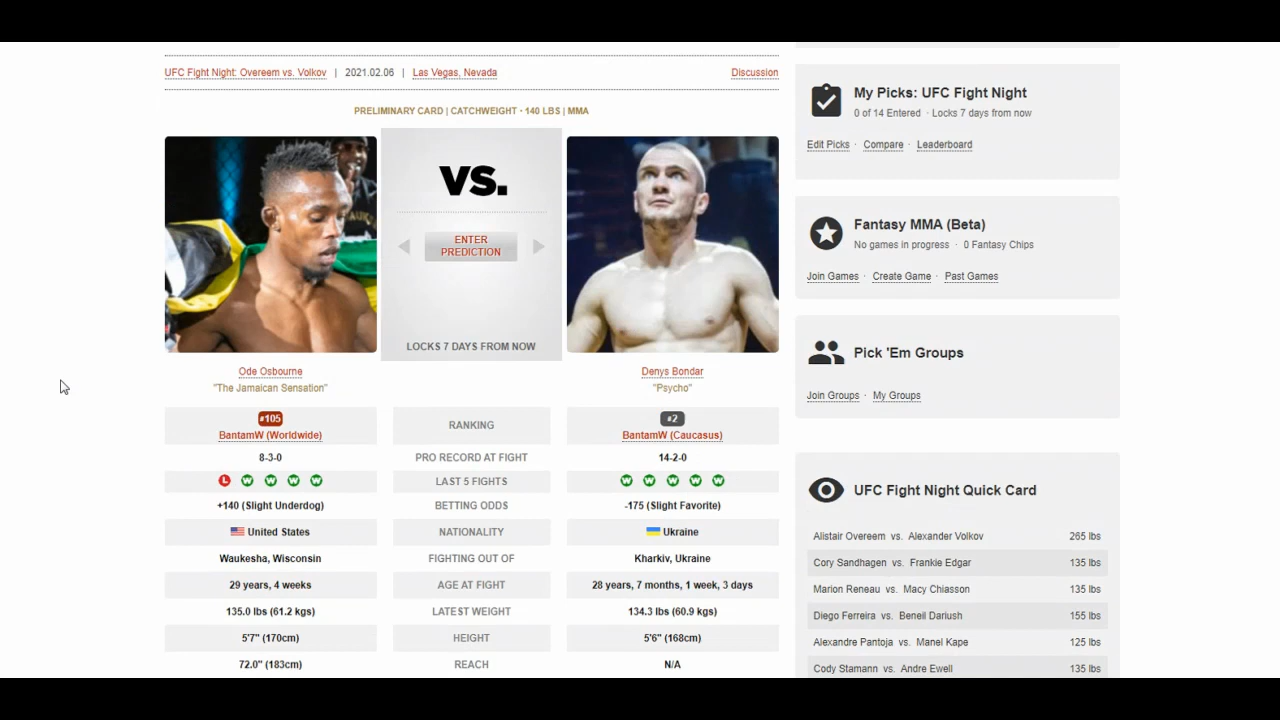 UFC Fight Night: Overeem vs. Volkov | 2021.02.06 | Las Vegas, Nevada Discussion
PRELIMINARY CARD | CATCHWEIGHT · 140 LBS | MMA
VS.
ENTER
PREDICTION
LOCKS 7 DAYS FROM NOW
Ode Osbourne Denys Bondar
"The Jamaican Sensation" "Psycho"
#105 RANKING #2
BantamW (Worldwide) BantamW (Caucasus)
8-3-0 PRO RECORD AT FIGHT 14-2-0
L W W W W LAST 5 FIGHTS W W W W W
+140 (Slight Underdog) BETTING ODDS -175 (Slight Favorite)
United States NATIONALITY Ukraine
Waukesha, Wisconsin FIGHTING OUT OF Kharkiv, Ukraine
29 years, 4 weeks AGE AT FIGHT 28 years, 7 months, 1 week, 3 days
135.0 lbs (61.2 kgs) LATEST WEIGHT 134.3 lbs (60.9 kgs)
5'7" (170cm) HEIGHT 5'6" (168cm)
72.0" (183cm) REACH N/A
My Picks: UFC Fight Night
0 of 14 Entered · Locks 7 days from now
Edit Picks · Compare · Leaderboard
Fantasy MMA (Beta)
No games in progress · 0 Fantasy Chips
Join Games · Create Game · Past Games
Pick 'Em Groups
Join Groups · My Groups
UFC Fight Night Quick Card
Alistair Overeem vs. Alexander Volkov 265 lbs
Cory Sandhagen vs. Frankie Edgar 135 lbs
Marion Reneau vs. Macy Chiasson 135 lbs
Diego Ferreira vs. Beneil Dariush 155 lbs
Alexandre Pantoja vs. Manel Kape 125 lbs
Cody Stamann vs. Andre Ewell 135 lbs